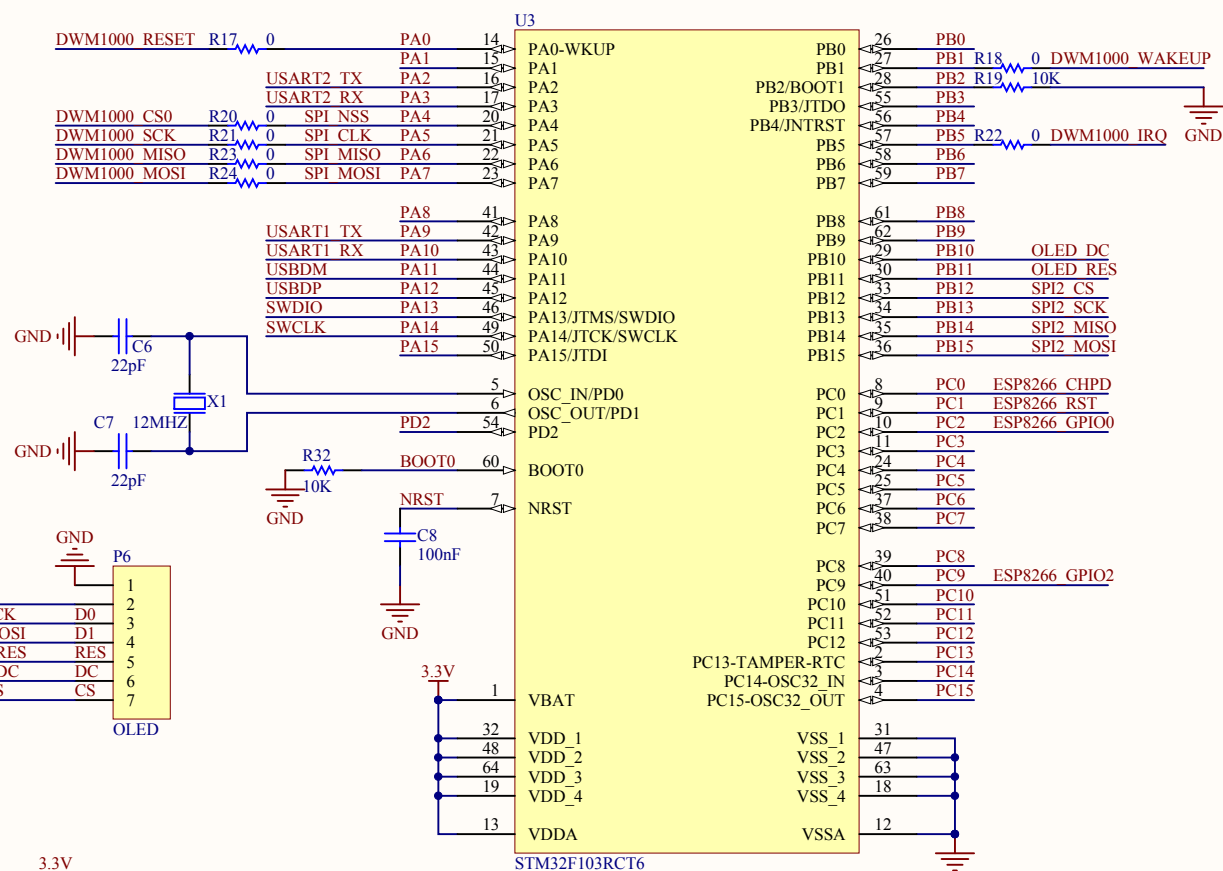 U3
DWM1000_RESET R17 0 PA0 14 PA0-WKUP PB0 26 PB0
PA1 15 PA1 PB1 27 PB1 R18 0 DWM1000_WAKEUP
USART2_TX PA2 16 PA2 PB2/BOOT1 28 PB2 R19 10K
USART2_RX PA3 17 PA3 PB3/JTDO 55 PB3
DWM1000_CS0 R20 0 SPI_NSS PA4 20 PA4 PB4/JNTRST 56 PB4
GND
DWM1000_SCK R21 0 SPI_CLK PA5 21 PA5 PB5 57 PB5 R22 0 DWM1000_IRQ
DWM1000_MISO R23 0 SPI_MISO PA6 22 PA6 PB6 58 PB6
DWM1000_MOSI R24 0 SPI_MOSI PA7 23 PA7 PB7 59 PB7
PA8 41 PA8 PB8 61 PB8
USART1_TX PA9 42 PA9 PB9 62 PB9
USART1_RX PA10 43 PA10 PB10 29 PB10 OLED_DC
USBDM PA11 44 PA11 PB11 30 PB11 OLED_RES
USBDP PA12 45 PA12 PB12 33 PB12 SPI2_CS
SWDIO PA13 46 PA13/JTMS/SWDIO PB13 34 PB13 SPI2_SCK
SWCLK PA14 49 PA14/JTCK/SWCLK PB14 35 PB14 SPI2_MISO
PA15 50 PA15/JTDI PB15 36 PB15 SPI2_MOSI
GND C6
22pF
5 OSC_IN/PD0 PC0 8 PC0 ESP8266_CHPD
X1
12MHZ
6 OSC_OUT/PD1 PC1 9 PC1 ESP8266_RST
PD2 54 PD2 PC2 10 PC2 ESP8266_GPIO0
C7
GND
22pF
PC3 11 PC3
R32
10K
GND
BOOT0 60 BOOT0 PC4 24 PC4
PC5 25 PC5
NRST 7 NRST PC6 37 PC6
PC7 38 PC7
C8
100nF
GND
PC8 39 PC8
PC9 40 PC9 ESP8266_GPIO2
PC10 51 PC10
PC11 52 PC11
PC12 53 PC12
PC13-TAMPER-RTC 2 PC13
PC14-OSC32_IN 3 PC14
PC15-OSC32_OUT 4 PC15
GND
P6
1
2
CK D0 3
OSI D1 4
RES RES 5
DC DC 6
S CS 7
OLED
3.3V
1 VBAT
32 VDD_1 VSS_1 31
48 VDD_2 VSS_2 47
64 VDD_3 VSS_3 63
19 VDD_4 VSS_4 18
13 VDDA VSSA 12
3.3V
STM32F103RCT6